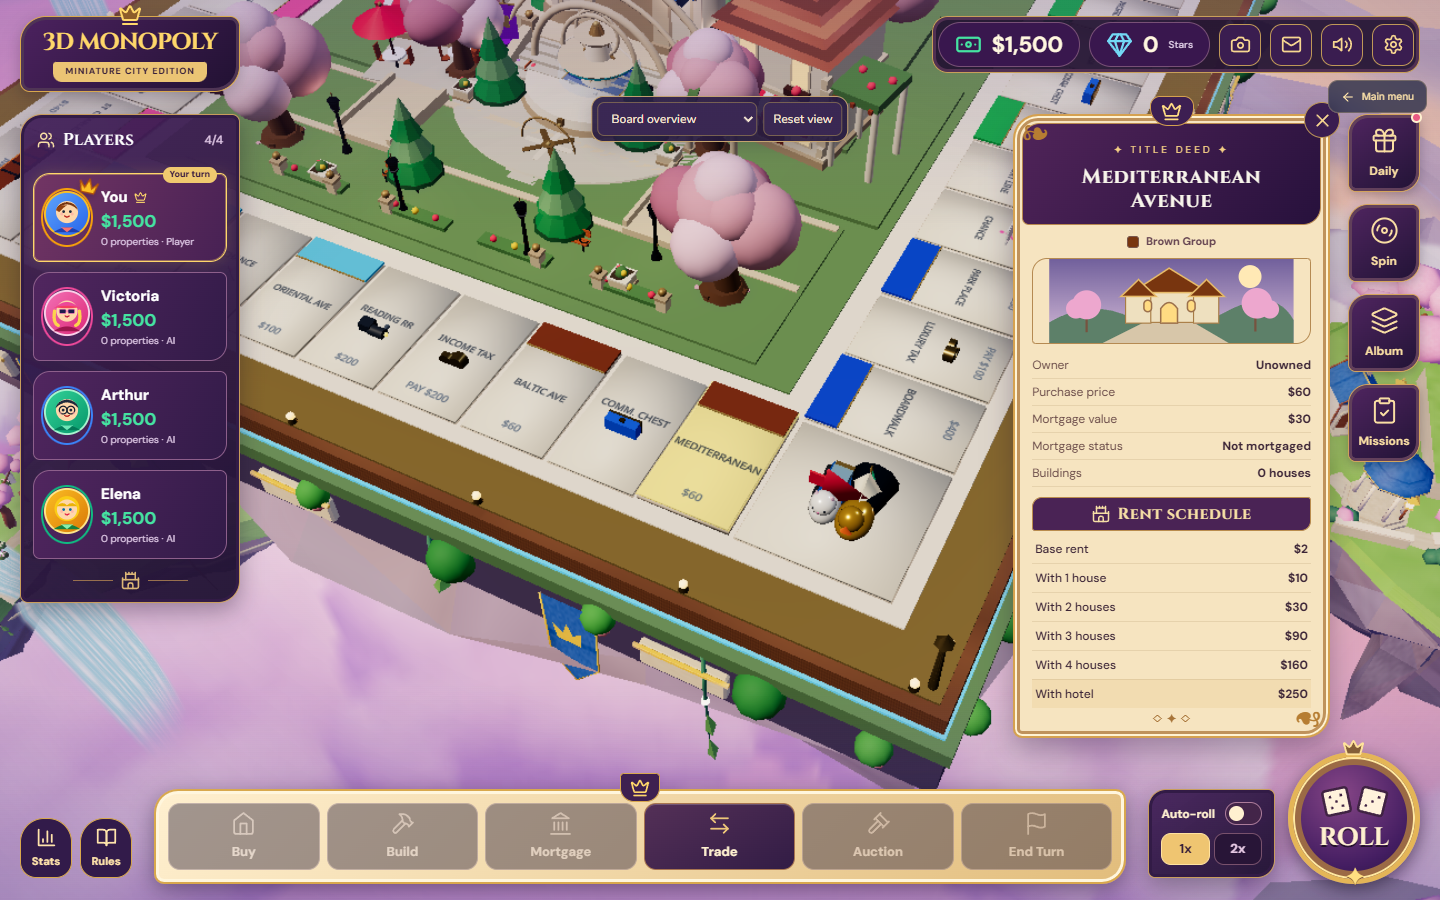 3D MONOPOLY
MINIATURE CITY EDITION
$1,500
0 Stars
Main menu
Board overview
Reset view
PLAYERS 4/4
Your turn
You
$1,500
0 properties · Player
Victoria
$1,500
0 properties · AI
Arthur
$1,500
0 properties · AI
Elena
$1,500
0 properties · AI
ORIENTAL AVE
$100
READING RR
$200
INCOME TAX
PAY $200
BALTIC AVE
$60
COMM. CHEST
MEDITERRANEAN
$60
BOARDWALK
$400
LUXURY TAX
PAY $100
PARK PLACE
CHANCE
TITLE DEED
MEDITERRANEAN
AVENUE
Brown Group
Owner Unowned
Purchase price $60
Mortgage value $30
Mortgage status Not mortgaged
Buildings 0 houses
RENT SCHEDULE
Base rent $2
With 1 house $10
With 2 houses $30
With 3 houses $90
With 4 houses $160
With hotel $250
Daily
Spin
Album
Missions
Stats
Rules
Buy
Build
Mortgage
Trade
Auction
End Turn
Auto-roll
1x
2x
ROLL